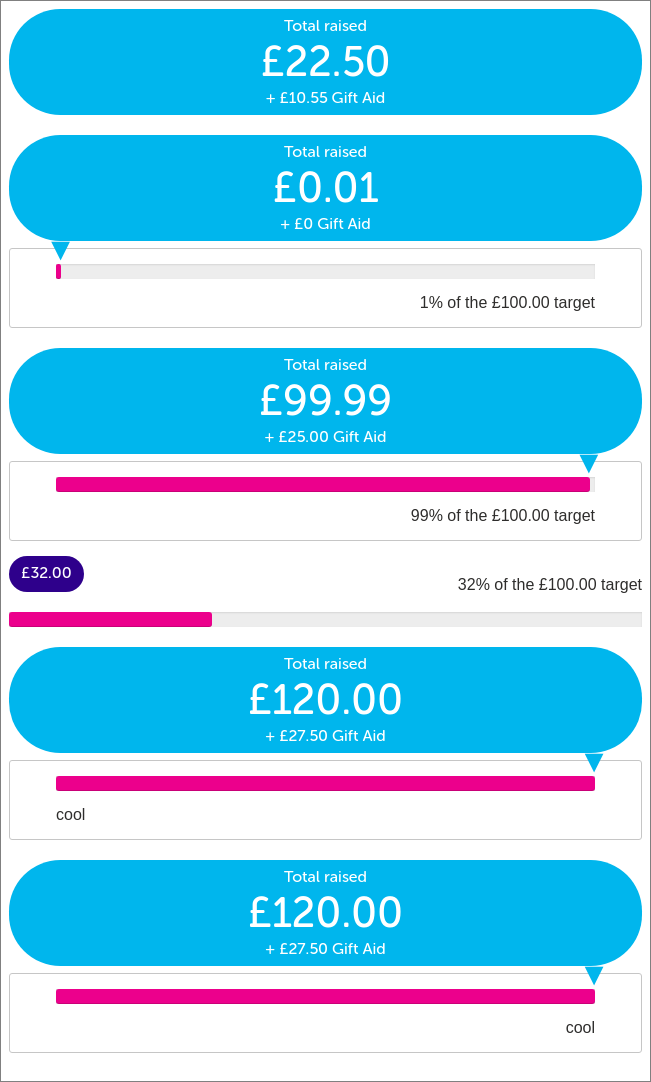 Total raised
£22.50
+ £10.55 Gift Aid
Total raised
£0.01
+ £0 Gift Aid
1% of the £100.00 target
Total raised
£99.99
+ £25.00 Gift Aid
99% of the £100.00 target
£32.00
32% of the £100.00 target
Total raised
£120.00
+ £27.50 Gift Aid
cool
Total raised
£120.00
+ £27.50 Gift Aid
cool